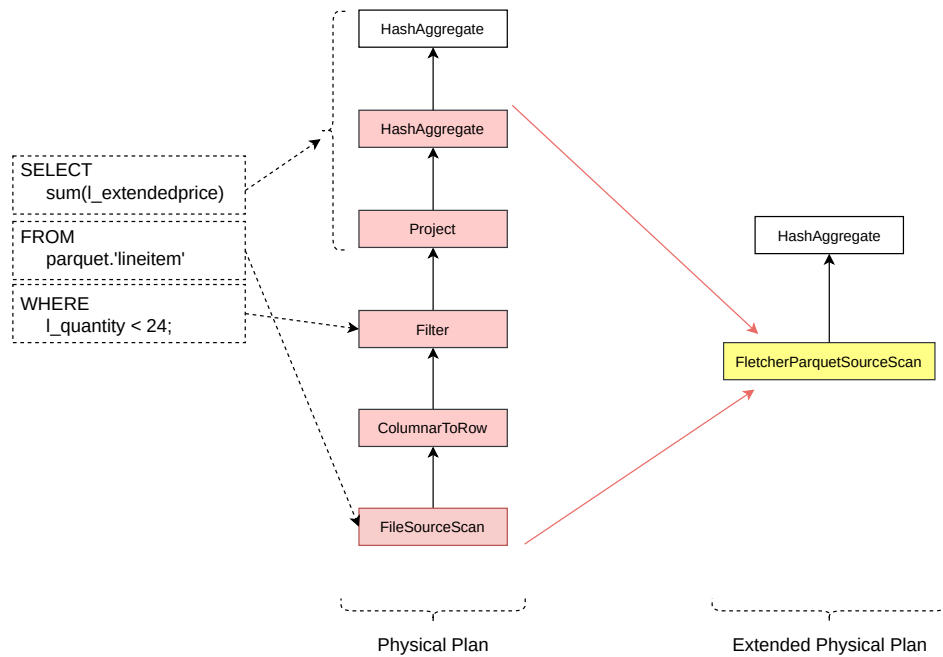 HashAggregate
HashAggregate
SELECT
sum(l_extendedprice)
FROM
parquet.'lineitem'
WHERE
l_quantity < 24;
Project
Filter
ColumnarToRow
FileSourceScan
HashAggregate
FletcherParquetSourceScan
Physical Plan
Extended Physical Plan